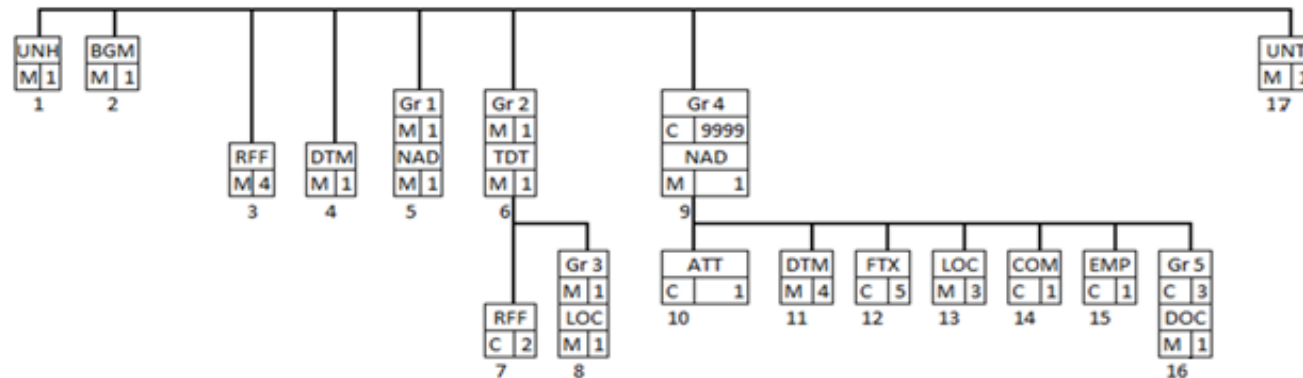 UNH BGM UNT
M 1 M 1 M 1
1 2 17
Gr 1 Gr 2 Gr 4
M 1 M 1 C 9999
RFF DTM NAD TDT NAD
M 4 M 1 M 1 M 1 M 1
3 4 5 6 9
Gr 3 ATT DTM FTX LOC COM EMP Gr 5
M 1 C 1 M 4 C 5 M 3 C 1 C 1 C 3
RFF LOC 10 11 12 13 14 15 DOC
C 2 M 1 M 1
7 8 16